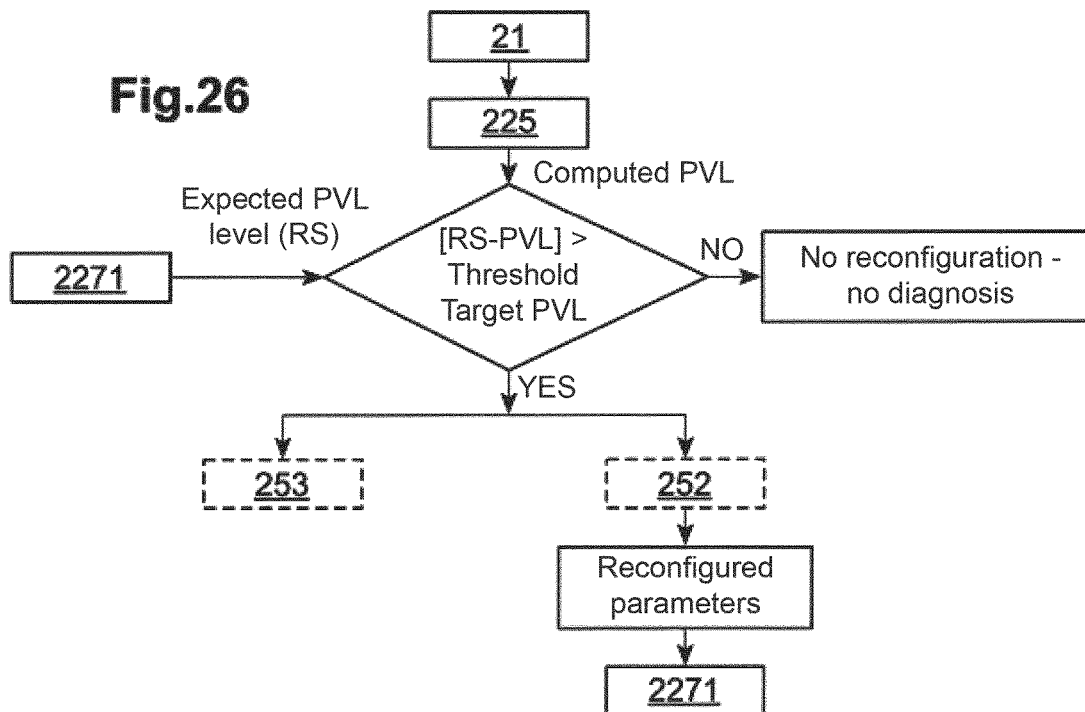 21
Fig.26
225
Computed PVL
Expected PVL
level (RS)
[RS-PVL] >
Threshold
Target PVL
2271
NO
No reconfiguration -
no diagnosis
YES
253
252
Reconfigured
parameters
2271